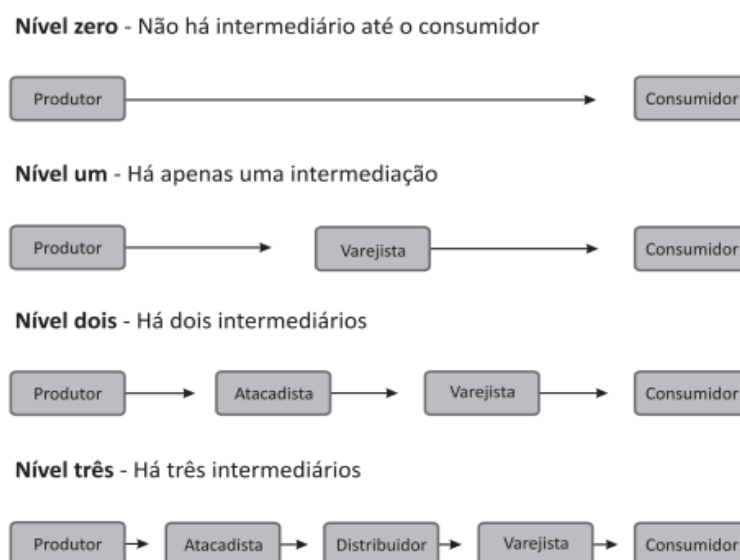 Nível zero - Não há intermediário até o consumidor
Produtor Consumidor
Nível um - Há apenas uma intermediação
Produtor Varejista Consumidor
Nível dois - Há dois intermediários
Produtor Atacadista Varejista Consumidor
Nível três - Há três intermediários
Produtor Atacadista Distribuidor Varejista Consumidor